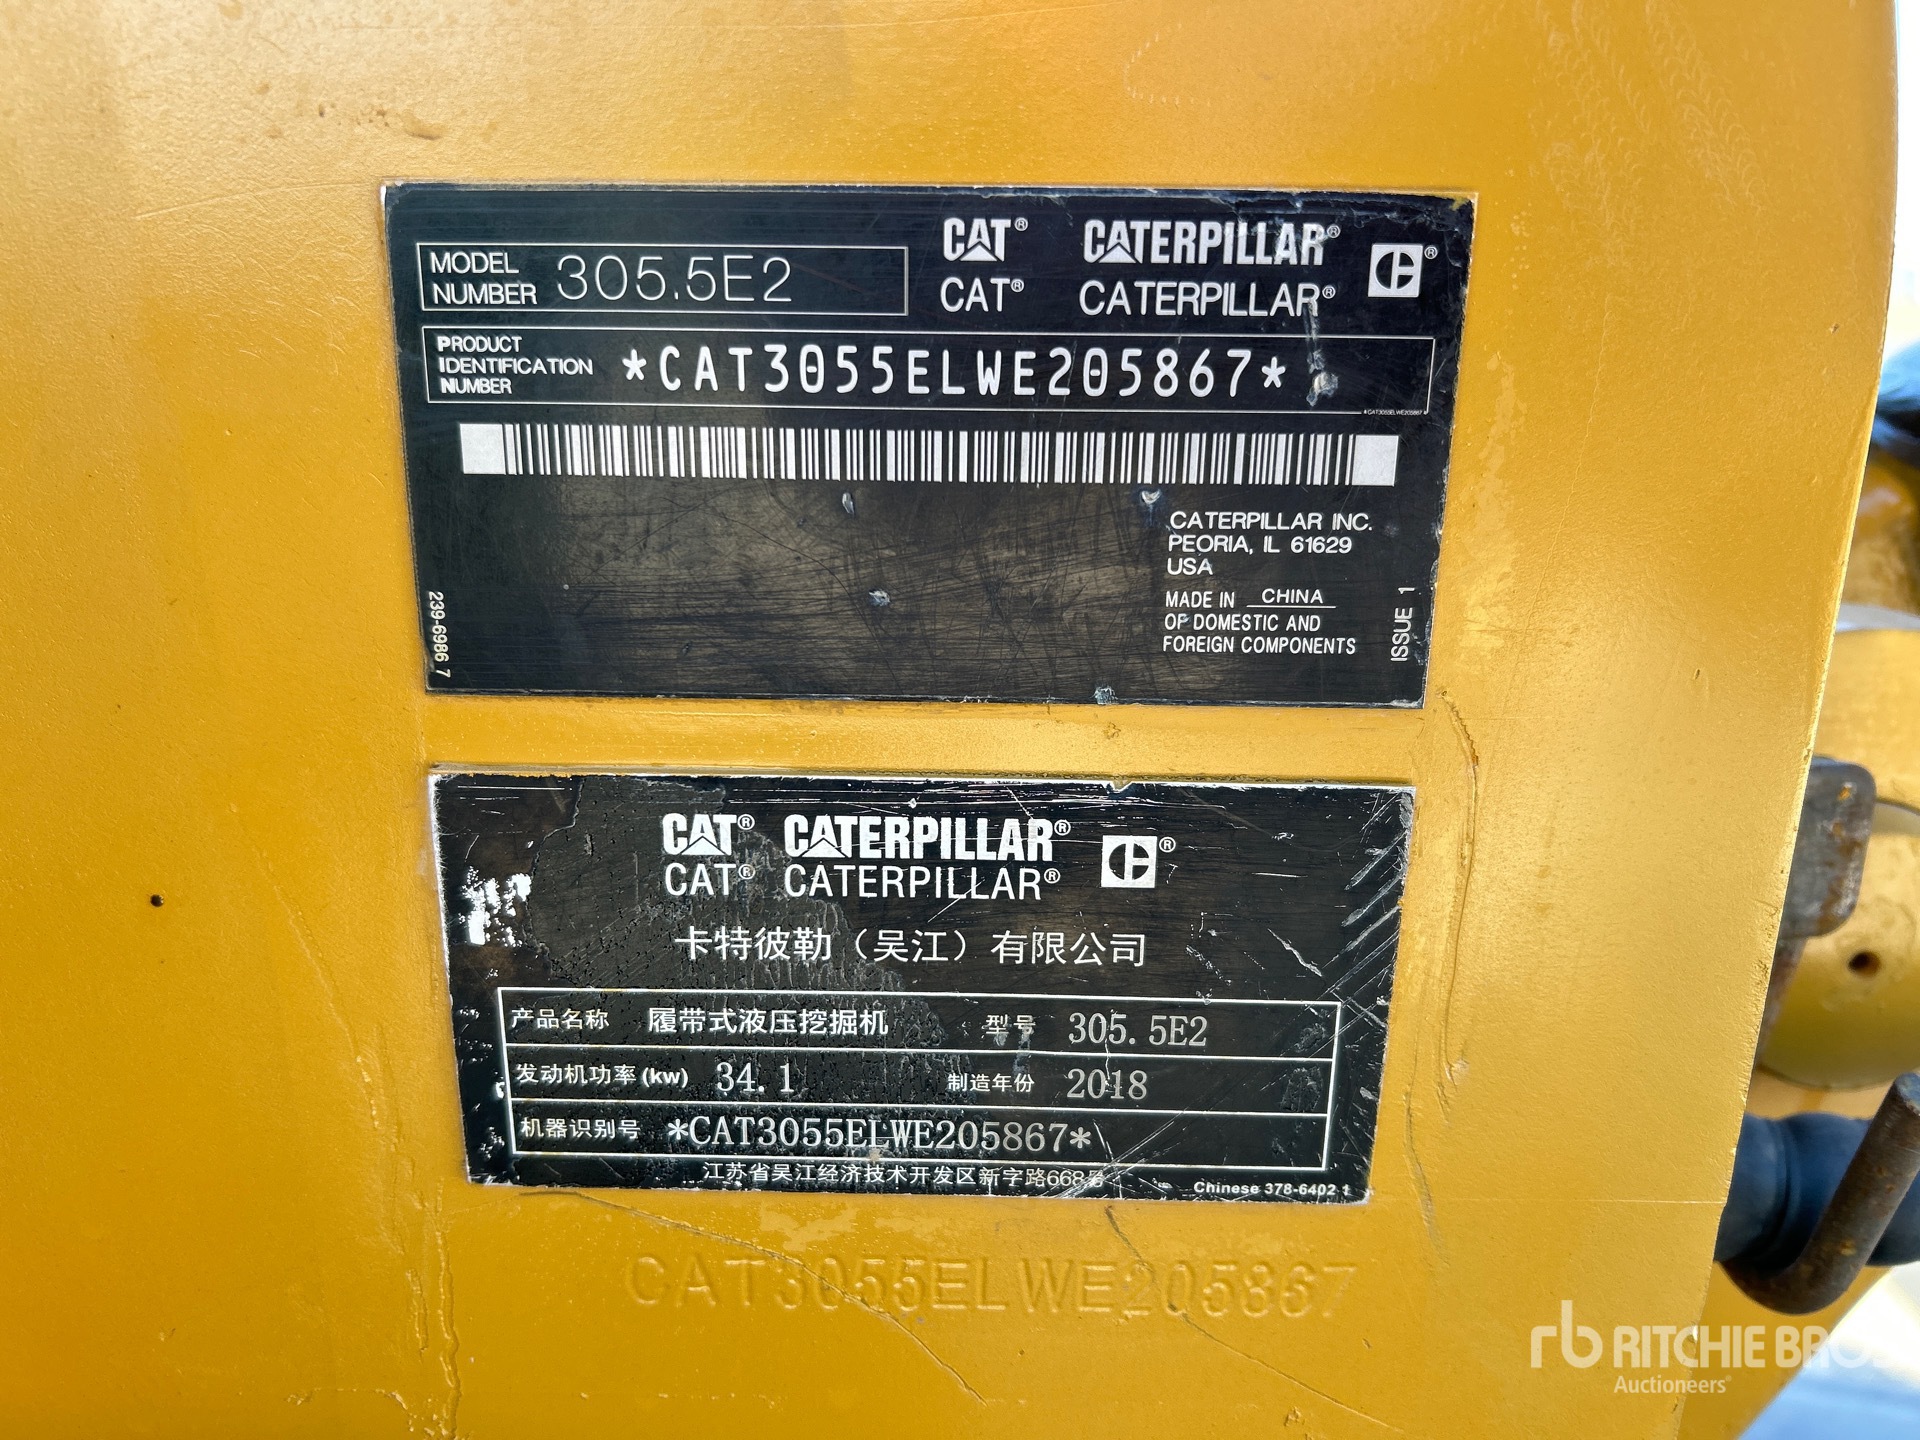 MODEL NUMBER 305.5E2
CAT® CATERPILLAR® ®
CAT® CATERPILLAR®
PRODUCT IDENTIFICATION NUMBER *CAT3055ELWE205867*
*CAT3055ELWE205867
CATERPILLAR INC.
PEORIA, IL 61629
USA
MADE IN CHINA
OF DOMESTIC AND
FOREIGN COMPONENTS
239-6986 7
ISSUE 1
CAT® CATERPILLAR® ®
CAT® CATERPILLAR®
卡特彼勒（吴江）有限公司
产品名称 履带式液压挖掘机 型号 305.5E2
发动机功率(kw) 34.1 制造年份 2018
机器识别号 *CAT3055ELWE205867*
江苏省吴江经济技术开发区新字路668号
Chinese 378-6402 1
CAT3055ELWE205867
rb RITCHIE BROS
Auctioneers